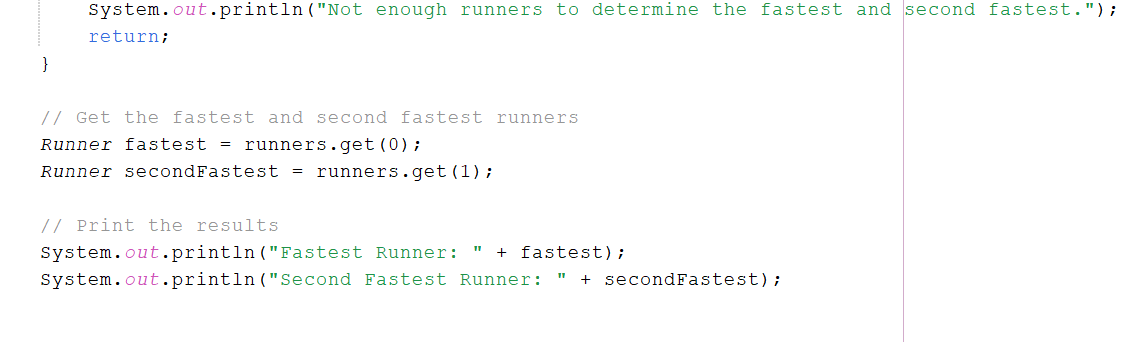 System.out.println("Not enough runners to determine the fastest and second fastest.");
return;
}
// Get the fastest and second fastest runners
Runner fastest = runners.get(0);
Runner secondFastest = runners.get(1);
// Print the results
System.out.println("Fastest Runner: " + fastest);
System.out.println("Second Fastest Runner: " + secondFastest);